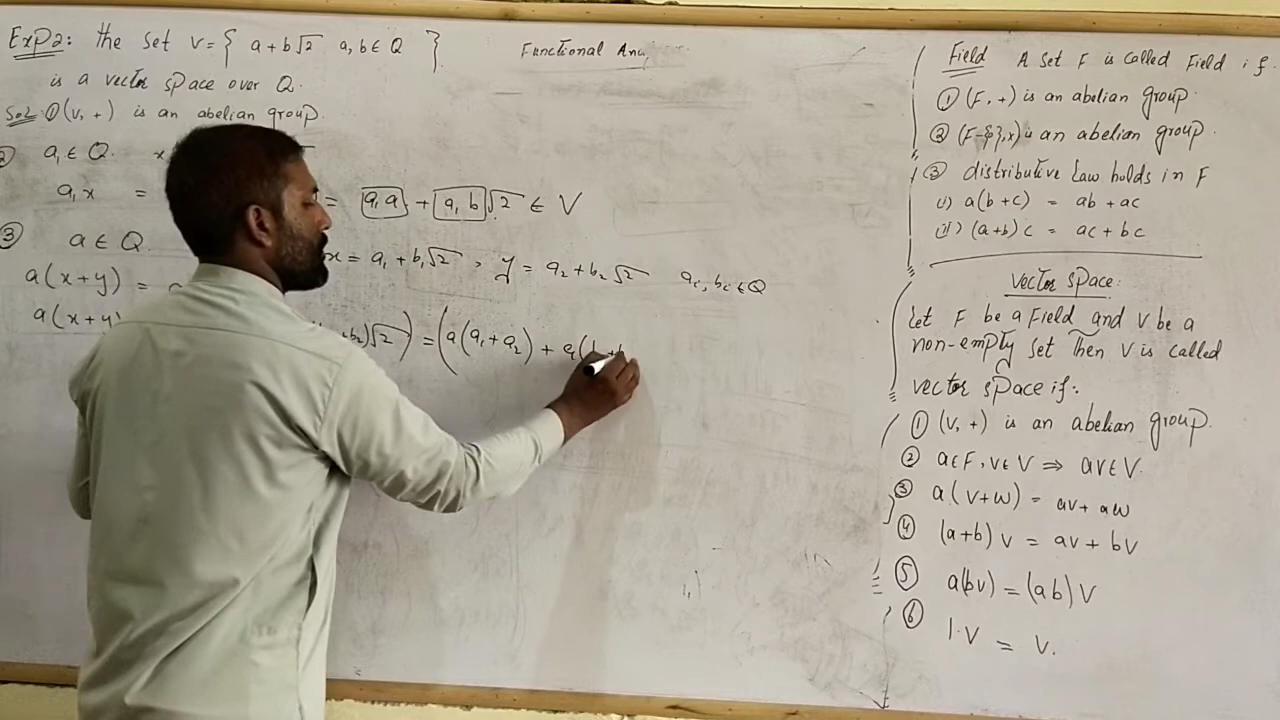 Exp2: the set V = { a + b√2   a, b ∈ Q }
Functional Ana
is a vector space over Q.
Sol: ① (V, +) is an abelian group.
② a₁ ∈ Q.   x
a₁x =     = a₁a + a₁b√2 ∈ V
③ a ∈ Q   x = a₁ + b₁√2 , y = a₂ + b₂√2   aᵢ, bᵢ ∈ Q
a(x+y) =
a(x+y)     +b₂)√2) = (a(a₁+a₂) + a(b +b
Field   A set F is called Field if.
① (F, +) is an abelian group.
② (F-{ }, x) is an abelian group.
③ distributive law holds in F
i) a(b+c) = ab + ac
ii) (a+b)c = ac + bc
Vector space:
Let F be a Field and V be a
non-empty set Then V is called
vector space if:
① (V, +) is an abelian group.
② a∈F, v∈V ⇒ av∈V.
③ a(v+w) = av + aw
④ (a+b)v = av + bv
⑤ a(bv) = (ab)v
⑥ 1·v = v.